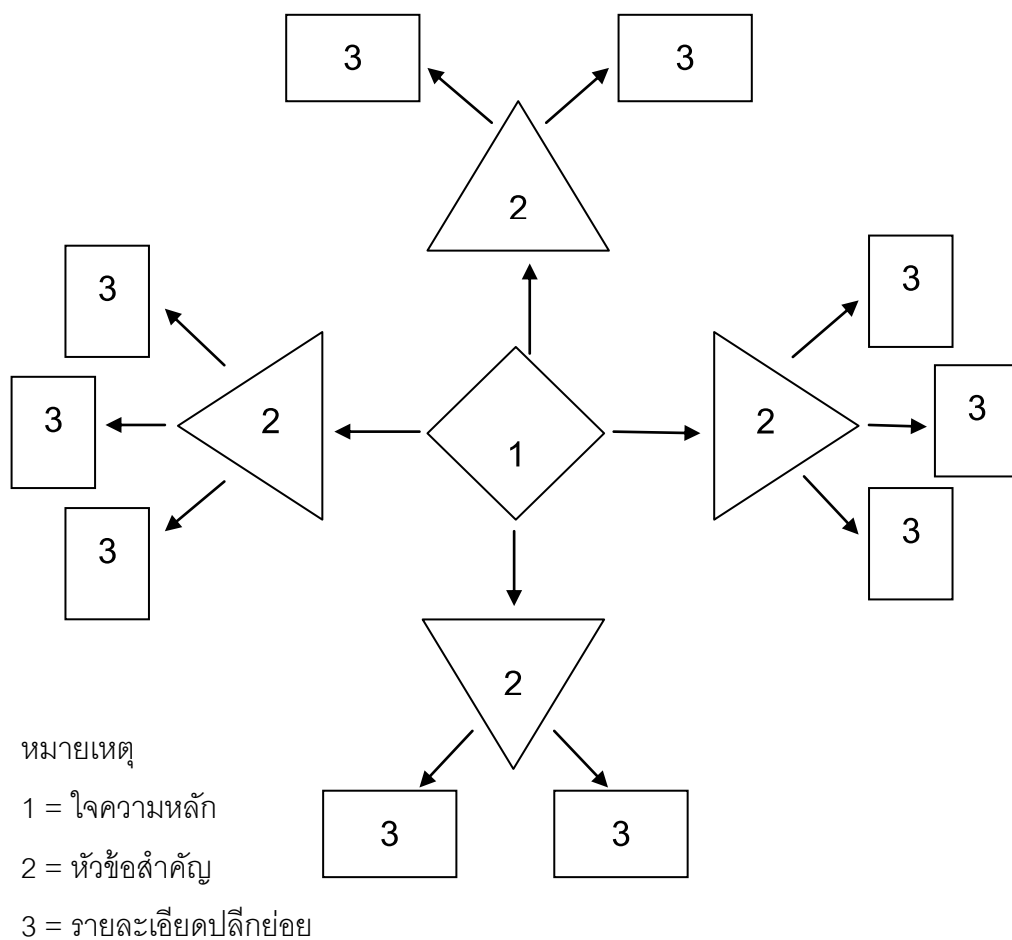 3 3
2
3 3
3 2 1 2 3
3 3
2
3 3
หมายเหตุ
1 = ใจความหลัก
2 = หัวข้อสำคัญ
3 = รายละเอียดปลีกย่อย